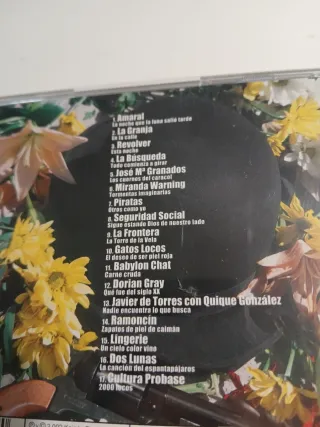 1. Amaral
La noche que la luna salió tarde
2. La Granja
En la calle
3. Revolver
Esta noche
4. La Búsqueda
Todo comienza a girar
5. José Mª Granados
Los cuernos del caracol
6. Miranda Warning
Tormentas imaginarias
7. Piratas
Otros como yo
8. Seguridad Social
Sigue estando Dios de nuestro lado
9. La Frontera
La Torre de la Vela
10. Gatos Locos
El deseo de ser piel roja
11. Babylon Chat
Carne cruda
12. Dorian Gray
Qué fue del siglo XX
13. Javier de Torres con Quique González
Nadie encuentra lo que busca
14. Ramoncín
Zapatos de piel de caimán
15. Lingerie
Un cielo color vino
16. Dos Lunas
La canción del espantapájaros
17. Cultura Probase
2000 locos